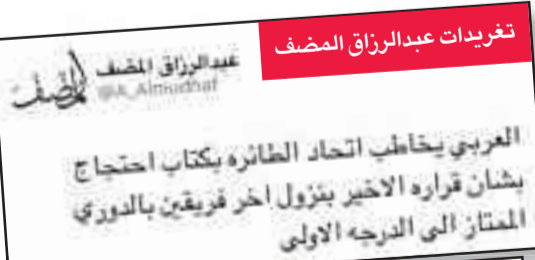 تغريدات عبدالرزاق المضف
عبدالرزاق المضف
@A_Almudhaf
المضف
العربي يخاطب اتحاد الطائره بكتاب احتجاج
بشان قراره الاخير بنزول اخر فريقين بالدوري
الممتاز الى الدرجه الاولى